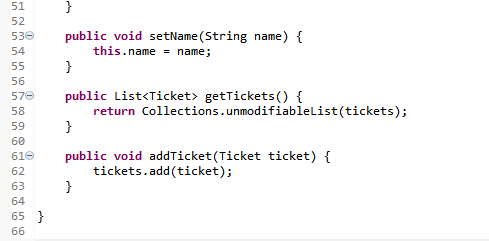 51     }
52
53    public void setName(String name) {
54        this.name = name;
55    }
56
57    public List<Ticket> getTickets() {
58        return Collections.unmodifiableList(tickets);
59    }
60
61    public void addTicket(Ticket ticket) {
62        tickets.add(ticket);
63    }
64
65 }
66